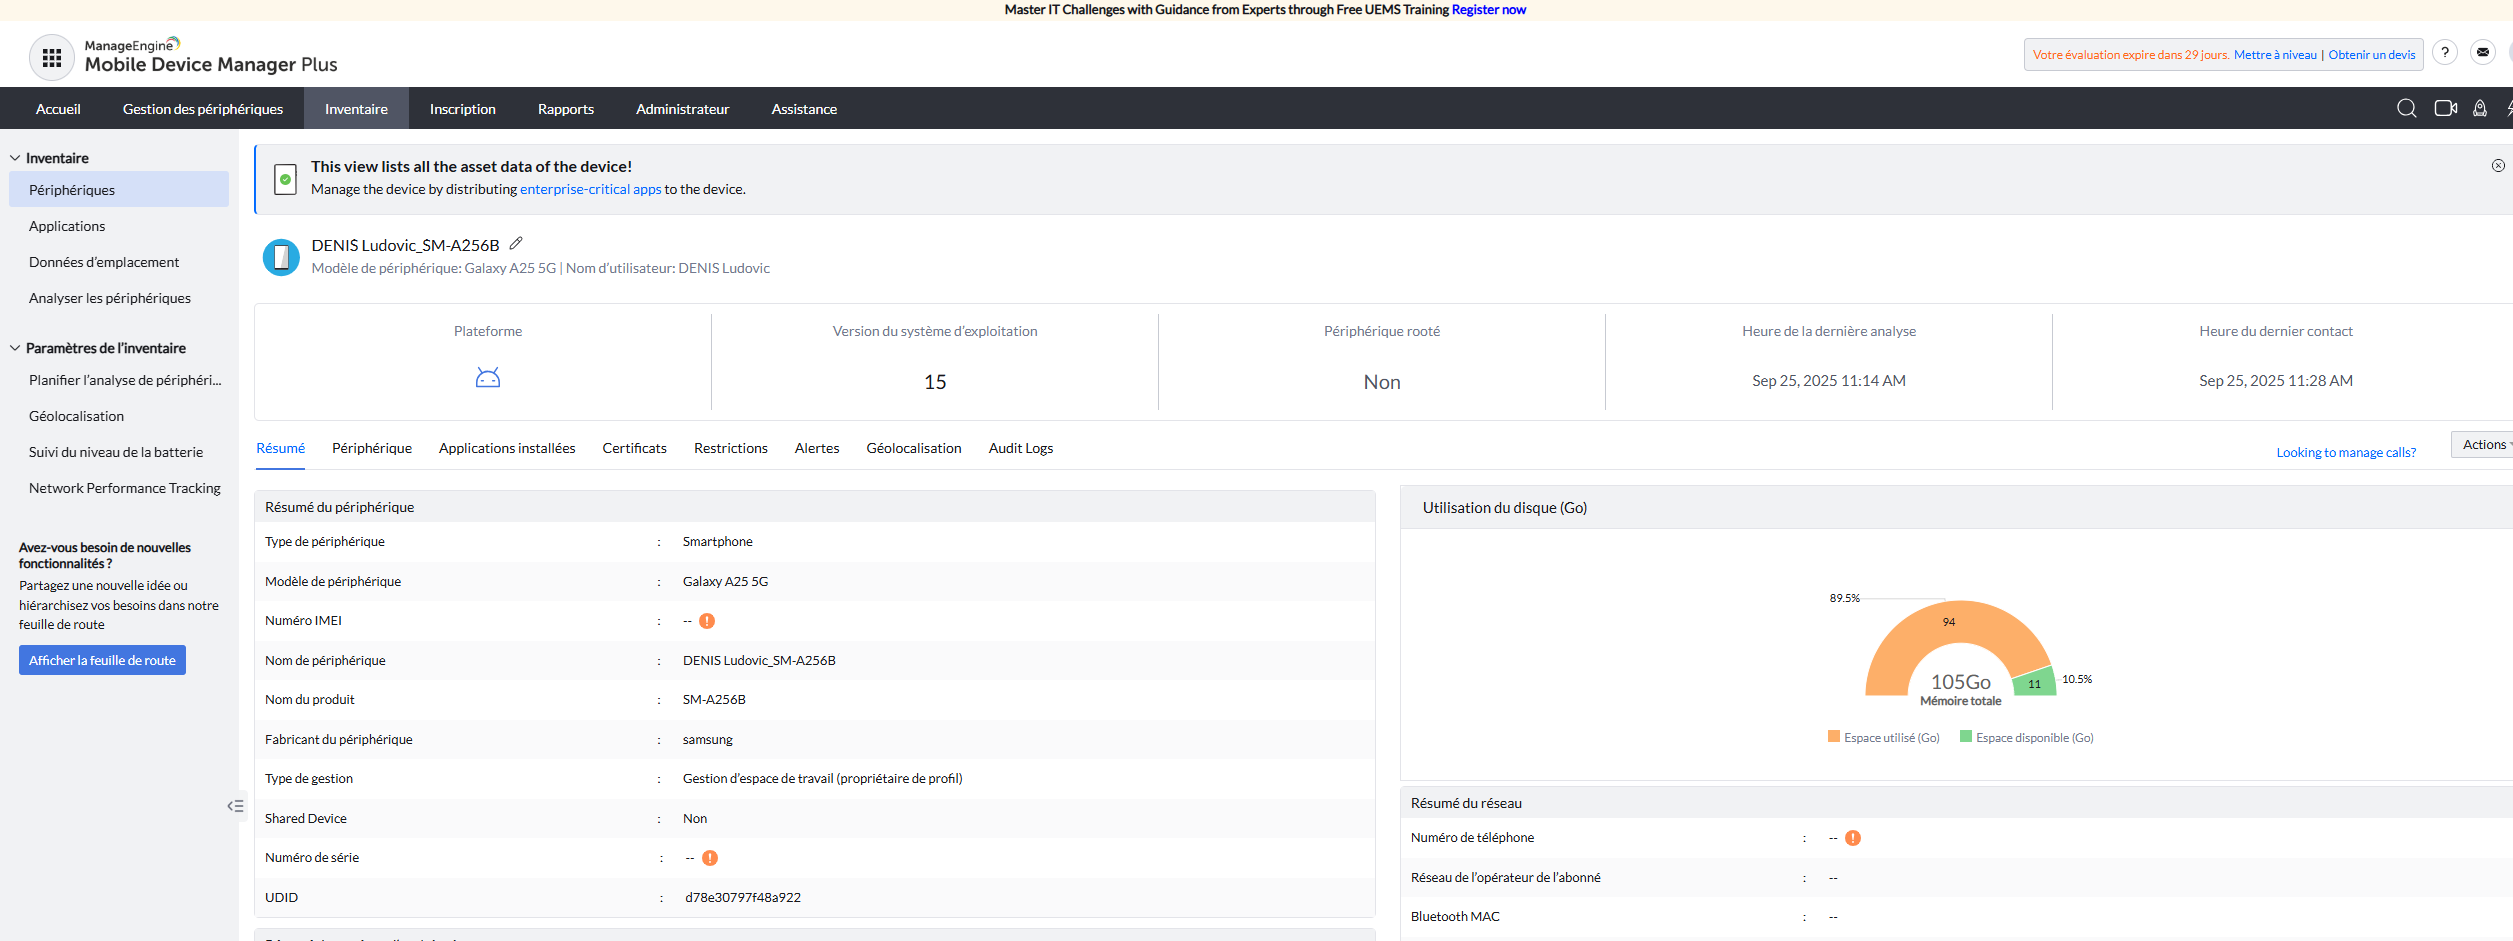 Master IT Challenges with Guidance from Experts through Free UEMS Training Register now
ManageEngine
Mobile Device Manager Plus
Votre évaluation expire dans 29 jours. Mettre à niveau | Obtenir un devis
?
Accueil Gestion des périphériques Inventaire Inscription Rapports Administrateur Assistance
Inventaire
Périphériques
Applications
Données d'emplacement
Analyser les périphériques
Paramètres de l'inventaire
Planifier l'analyse de périphéri...
Géolocalisation
Suivi du niveau de la batterie
Network Performance Tracking
Avez-vous besoin de nouvelles
fonctionnalités ?
Partagez une nouvelle idée ou
hiérarchisez vos besoins dans notre
feuille de route
Afficher la feuille de route
This view lists all the asset data of the device!
Manage the device by distributing enterprise-critical apps to the device.
DENIS Ludovic_SM-A256B
Modèle de périphérique: Galaxy A25 5G | Nom d'utilisateur: DENIS Ludovic
Plateforme
Version du système d'exploitation
15
Périphérique rooté
Non
Heure de la dernière analyse
Sep 25, 2025 11:14 AM
Heure du dernier contact
Sep 25, 2025 11:28 AM
Résumé Périphérique Applications installées Certificats Restrictions Alertes Géolocalisation Audit Logs
Looking to manage calls?
Actions
Résumé du périphérique
Type de périphérique : Smartphone
Modèle de périphérique : Galaxy A25 5G
Numéro IMEI : --
Nom de périphérique : DENIS Ludovic_SM-A256B
Nom du produit : SM-A256B
Fabricant du périphérique : samsung
Type de gestion : Gestion d'espace de travail (propriétaire de profil)
Shared Device : Non
Numéro de série : --
UDID : d78e30797f48a922
Utilisation du disque (Go)
89.5%
94
105Go
Mémoire totale
11
10.5%
Espace utilisé (Go) Espace disponible (Go)
Résumé du réseau
Numéro de téléphone : --
Réseau de l'opérateur de l'abonné : --
Bluetooth MAC : --